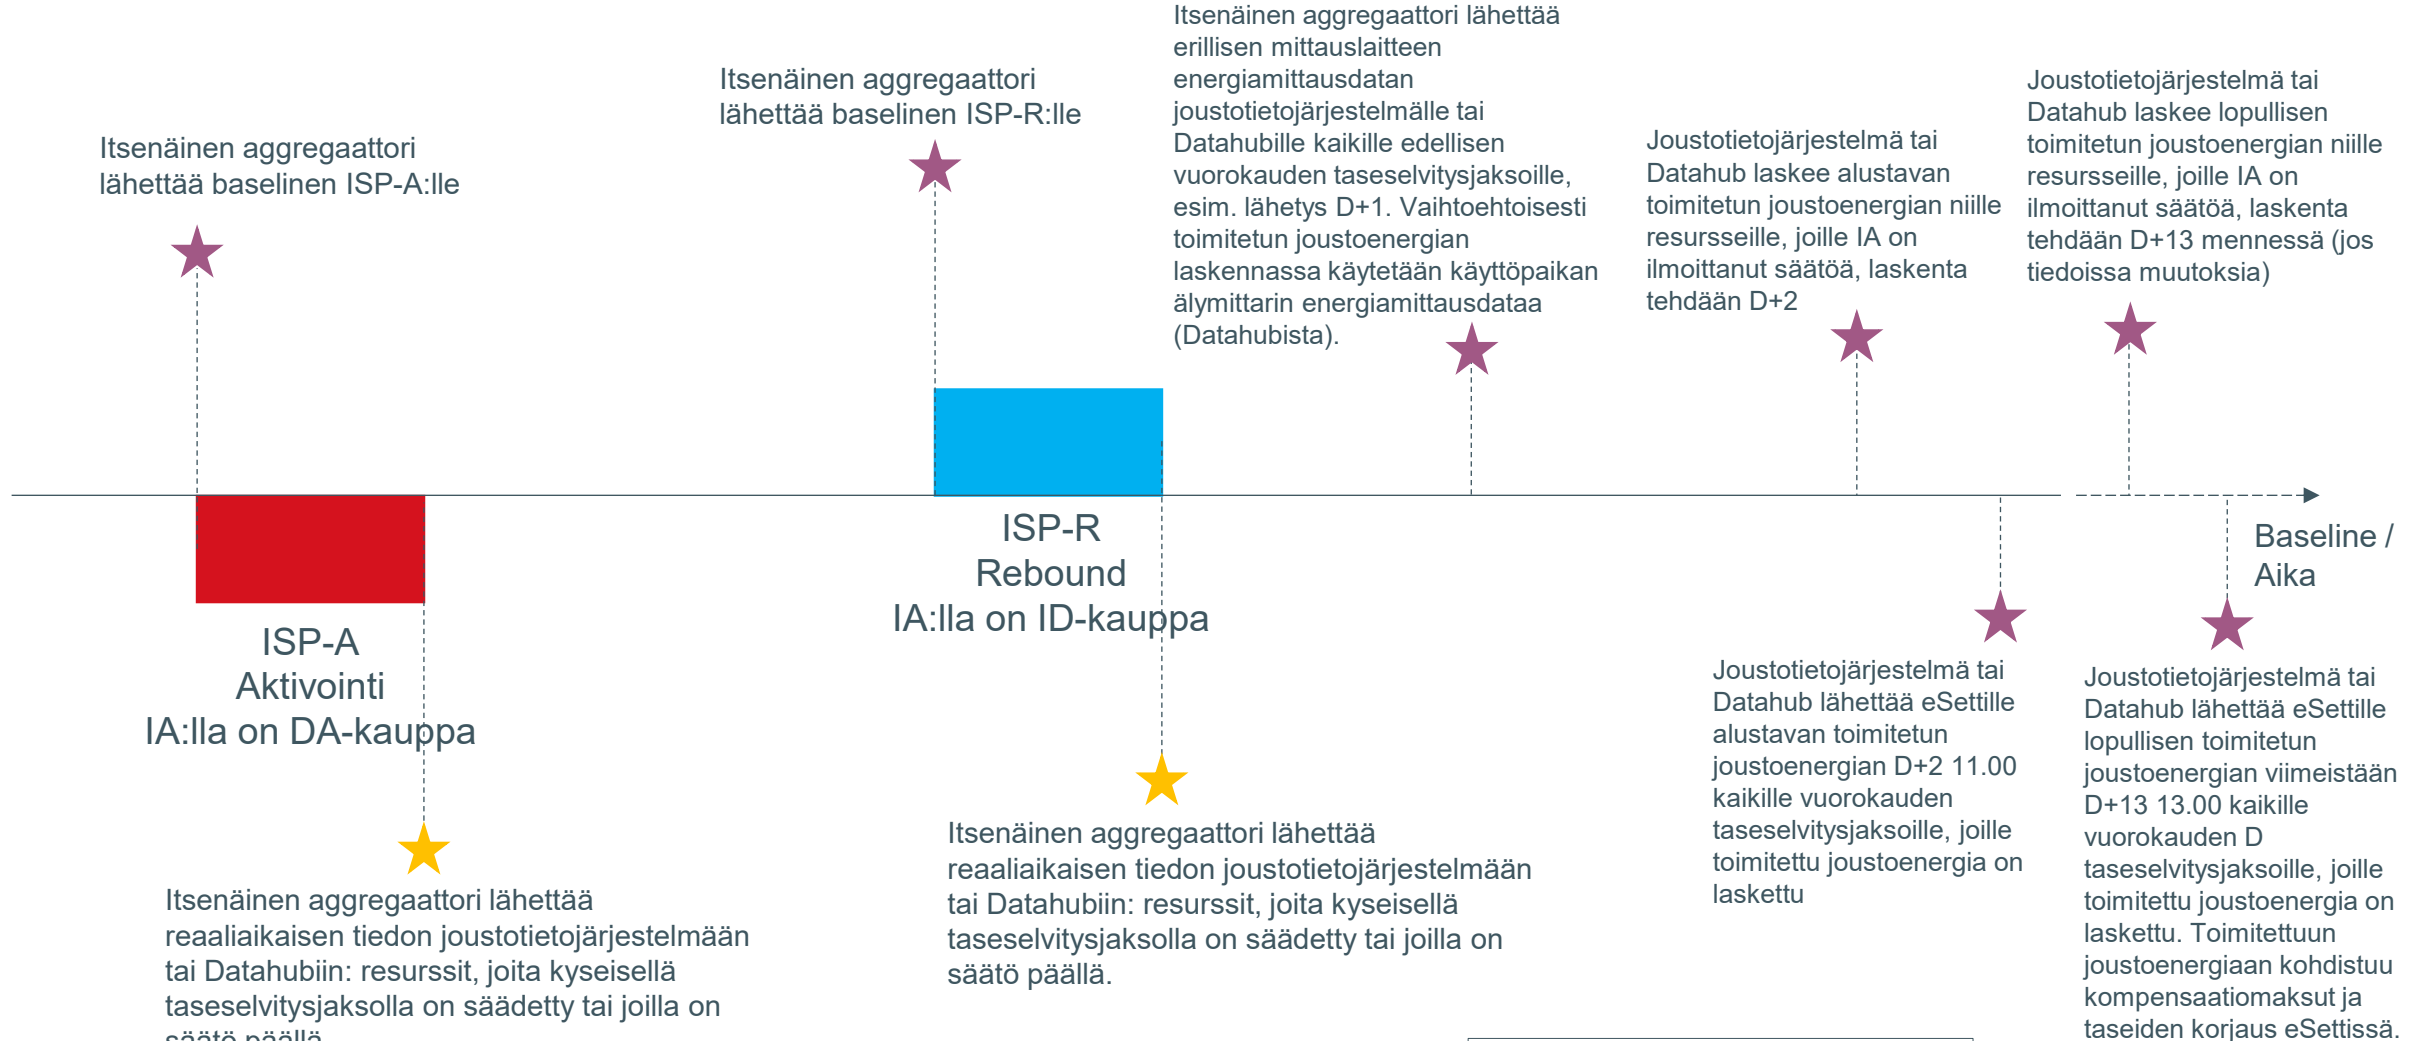 Itsenäinen aggregaattori
lähettää baselinen ISP-A:lle
Itsenäinen aggregaattori
lähettää baselinen ISP-R:lle
Itsenäinen aggregaattori lähettää
erillisen mittauslaitteen
energiamittausdatan
joustotietojärjestelmälle tai
Datahubille kaikille edellisen
vuorokauden taseselvitysjaksoille,
esim. lähetys D+1. Vaihtoehtoisesti
toimitetun joustoenergian
laskennassa käytetään käyttöpaikan
älymittarin energiamittausdataa
(Datahubista).
Joustotietojärjestelmä tai
Datahub laskee alustavan
toimitetun joustoenergian niille
resursseille, joille IA on
ilmoittanut säätöä, laskenta
tehdään D+2
Joustotietojärjestelmä tai
Datahub laskee lopullisen
toimitetun joustoenergian niille
resursseille, joille IA on
ilmoittanut säätöä, laskenta
tehdään D+13 mennessä (jos
tiedoissa muutoksia)
ISP-A
Aktivointi
IA:lla on DA-kauppa
ISP-R
Rebound
IA:lla on ID-kauppa
Baseline /
Aika
Itsenäinen aggregaattori lähettää
reaaliaikaisen tiedon joustotietojärjestelmään
tai Datahubiin: resurssit, joita kyseisellä
taseselvitysjaksolla on säädetty tai joilla on
säätö päällä.
Itsenäinen aggregaattori lähettää
reaaliaikaisen tiedon joustotietojärjestelmään
tai Datahubiin: resurssit, joita kyseisellä
taseselvitysjaksolla on säädetty tai joilla on
säätö päällä.
Joustotietojärjestelmä tai
Datahub lähettää eSettille
alustavan toimitetun
joustoenergian D+2 11.00
kaikille vuorokauden
taseselvitysjaksoille, joille
toimitettu joustoenergia on
laskettu
Joustotietojärjestelmä tai
Datahub lähettää eSettille
lopullisen toimitetun
joustoenergian viimeistään
D+13 13.00 kaikille
vuorokauden D
taseselvitysjaksoille, joille
toimitettu joustoenergia on
laskettu. Toimitettuun
joustoenergiaan kohdistuu
kompensaatiomaksut ja
taseiden korjaus eSettissä.